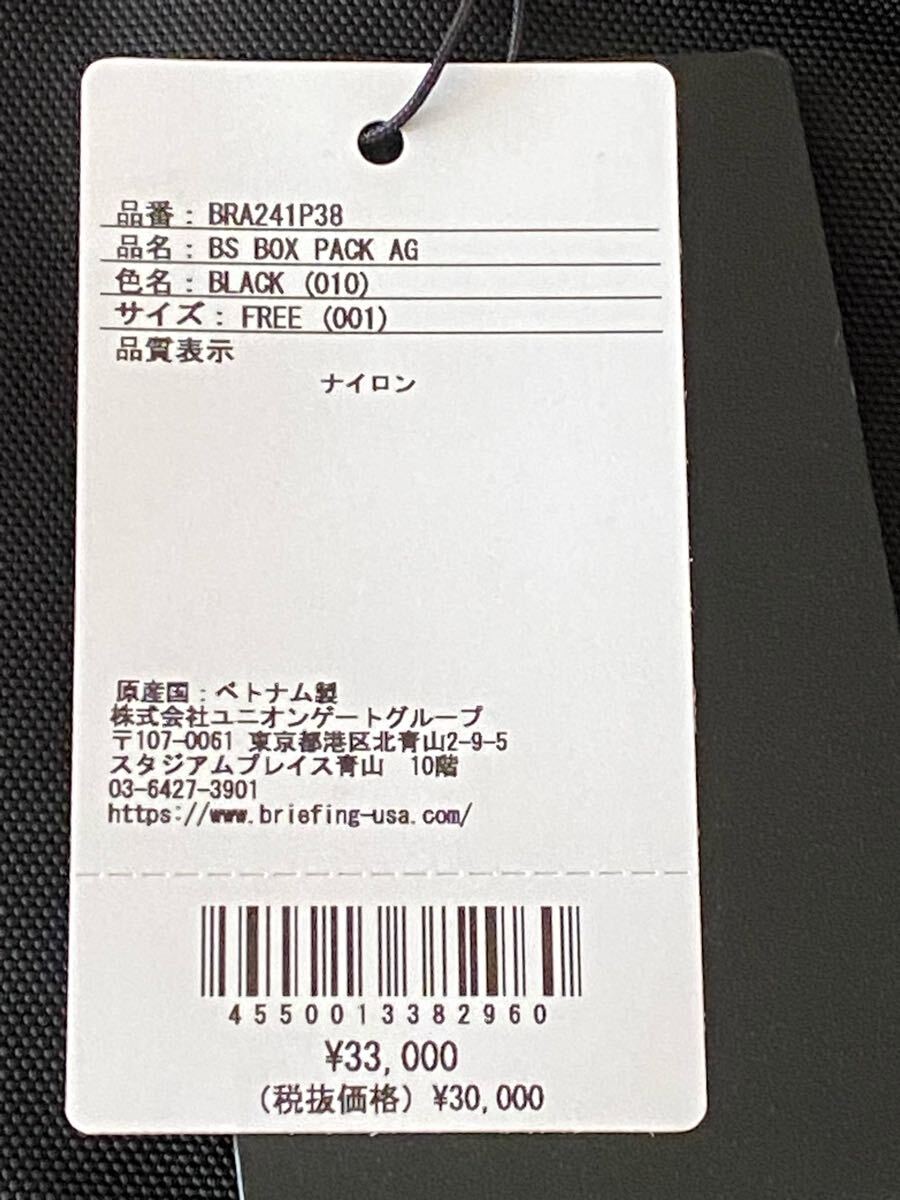 品番：BRA241P38
品名：BS BOX PACK AG
色名：BLACK (010)
サイズ：FREE (001)
品質表示
ナイロン
原産国：ベトナム製
株式会社ユニオンゲートグループ
〒107-0061 東京都港区北青山2-9-5
スタジアムプレイス青山　10階
03-6427-3901
https://www.briefing-usa.com/
4550013382960
¥33,000
(税抜価格) ¥30,000